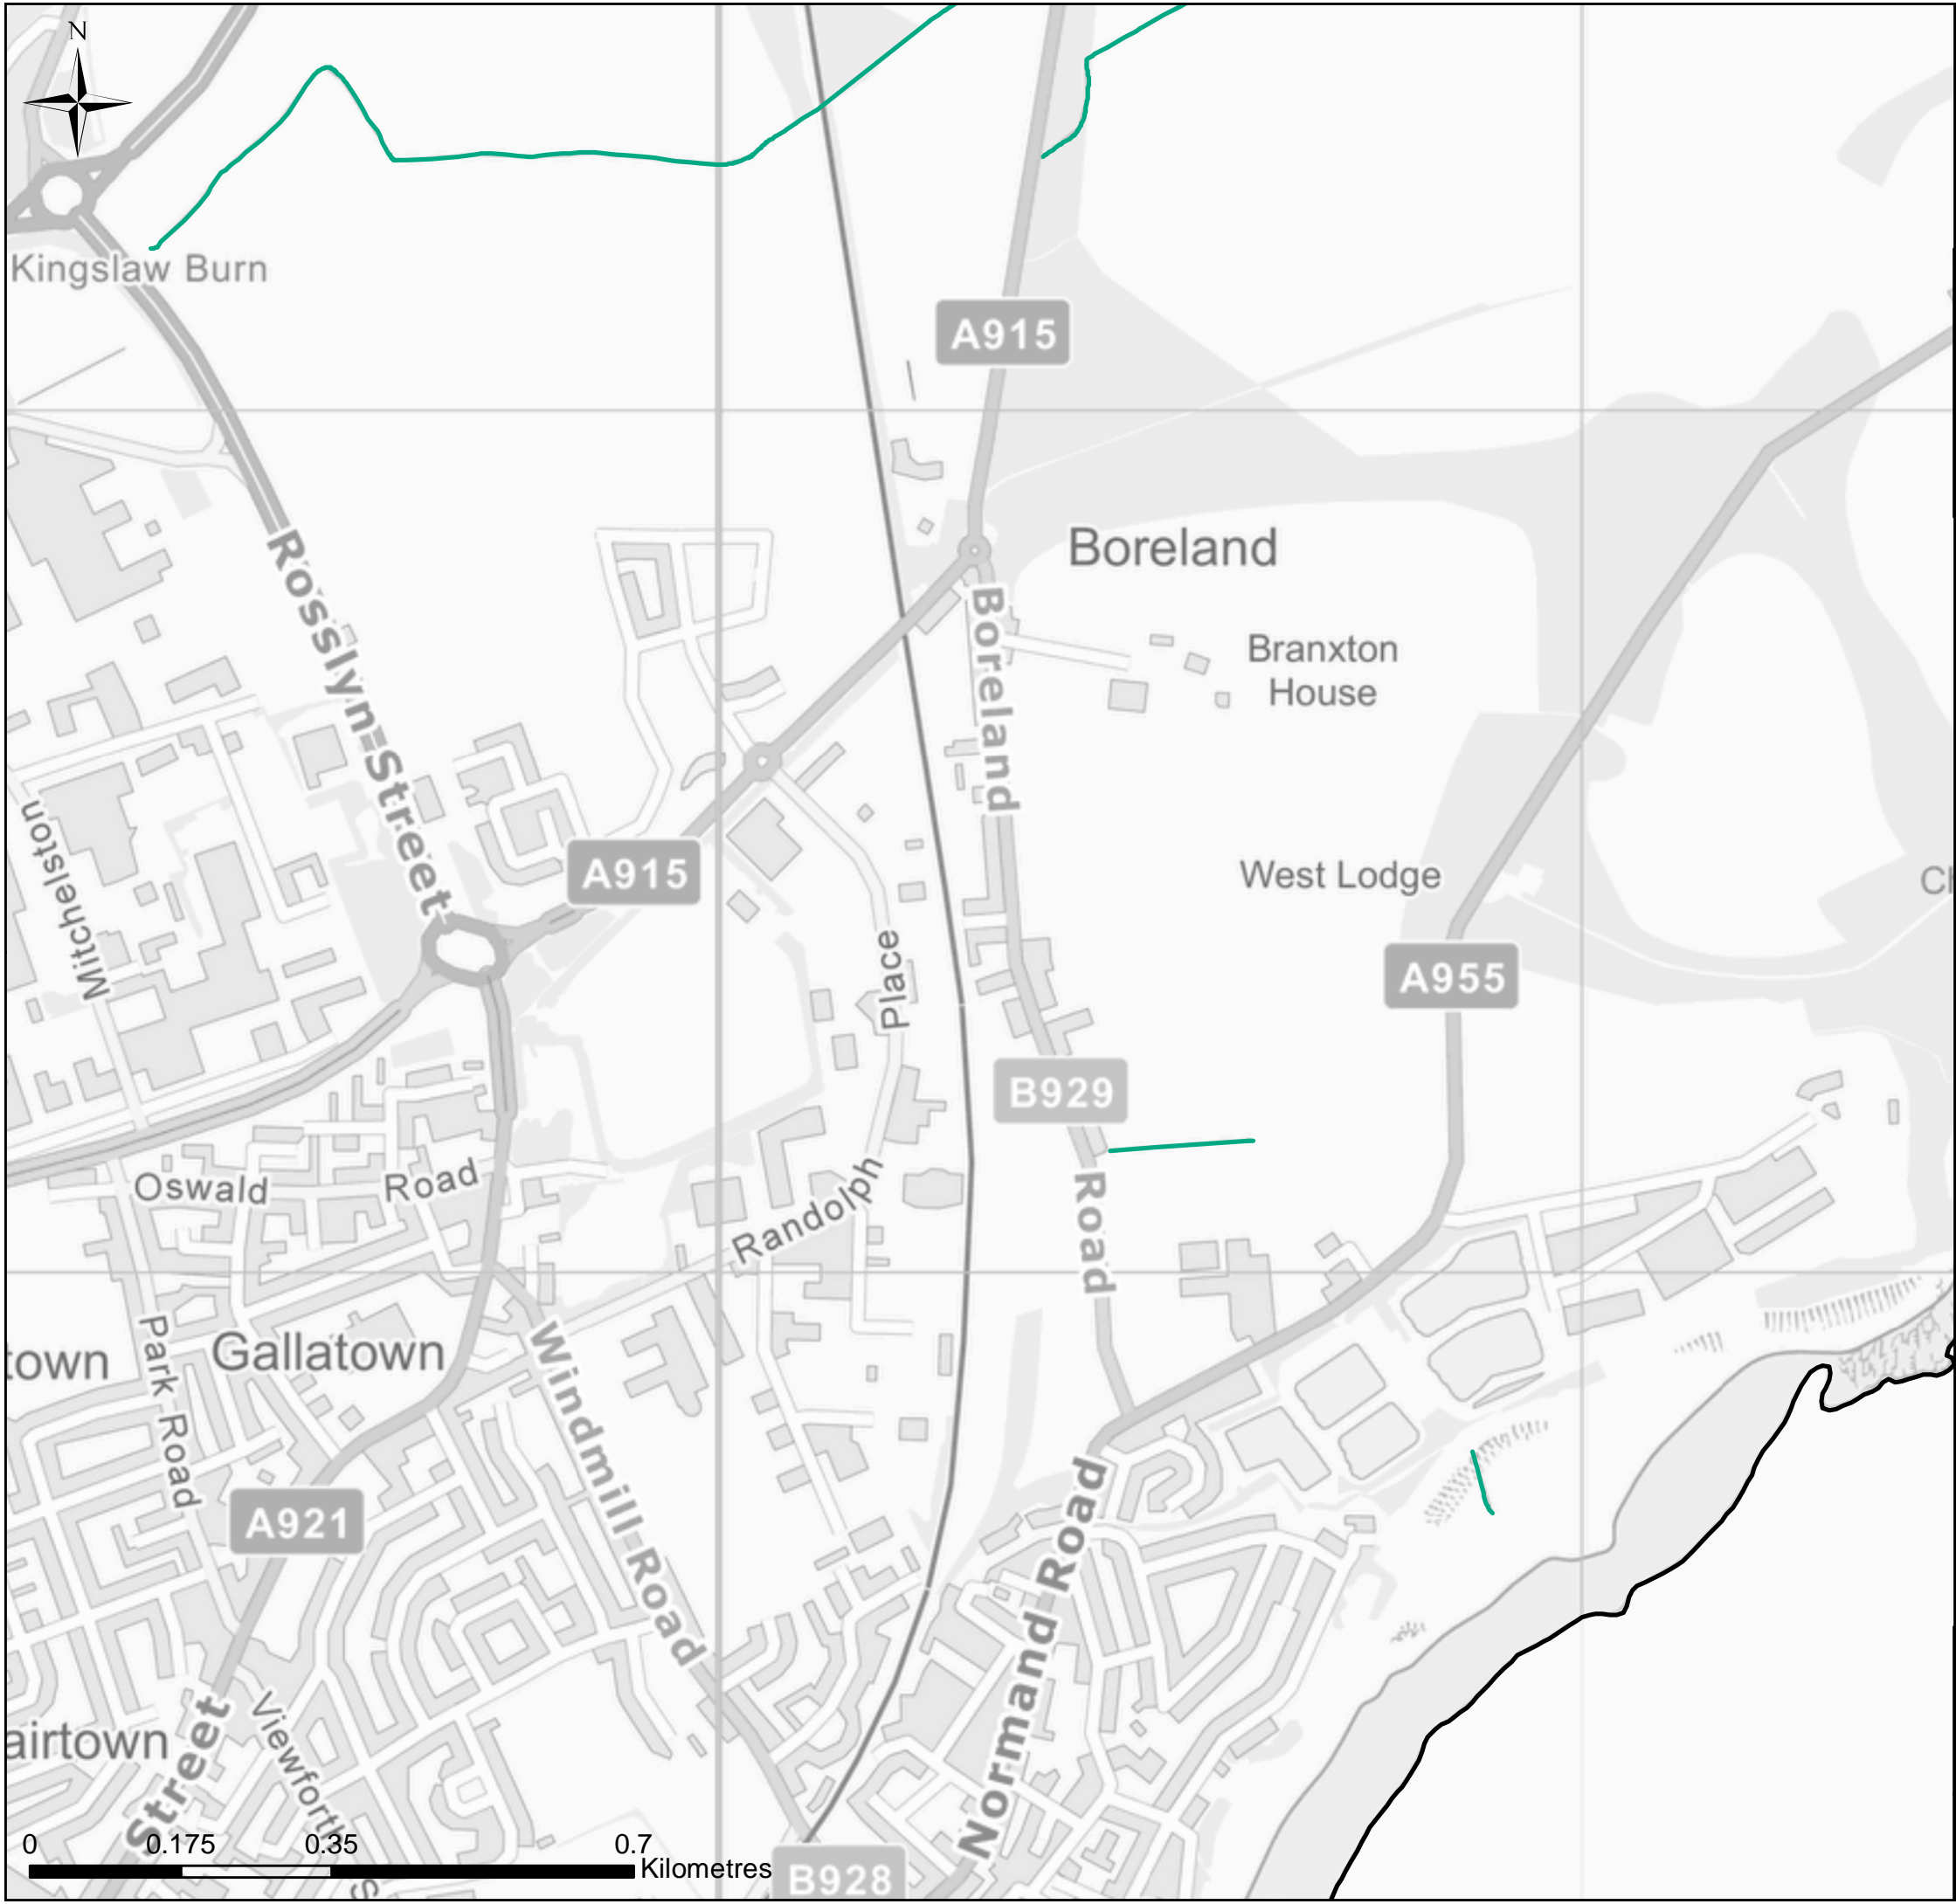 N
Kingslaw Burn
A915
Rosslyn Street
Boreland
Boreland
Branxton
House
Mitchelston
A915
West Lodge
Place
A955
B929
Oswald Road
Randolph
Road
town
Gallatown
Park Road
Windmill Road
A921
Normand Road
airtown
Street
Viewforth
S
0 0.175 0.35 0.7
Kilometres
B928